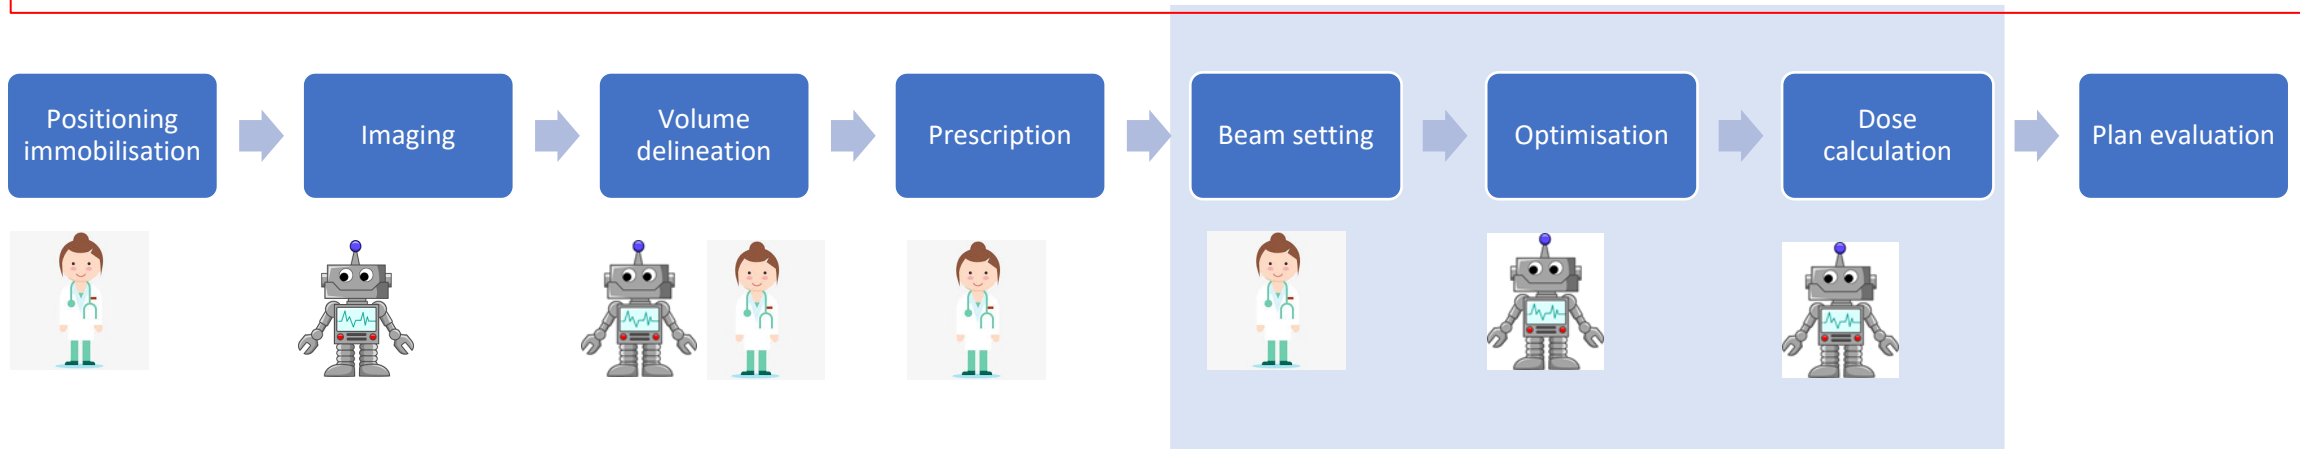 Positioning
immobilisation
Imaging
Volume
delineation
Prescription
Beam setting
Optimisation
Dose
calculation
Plan evaluation